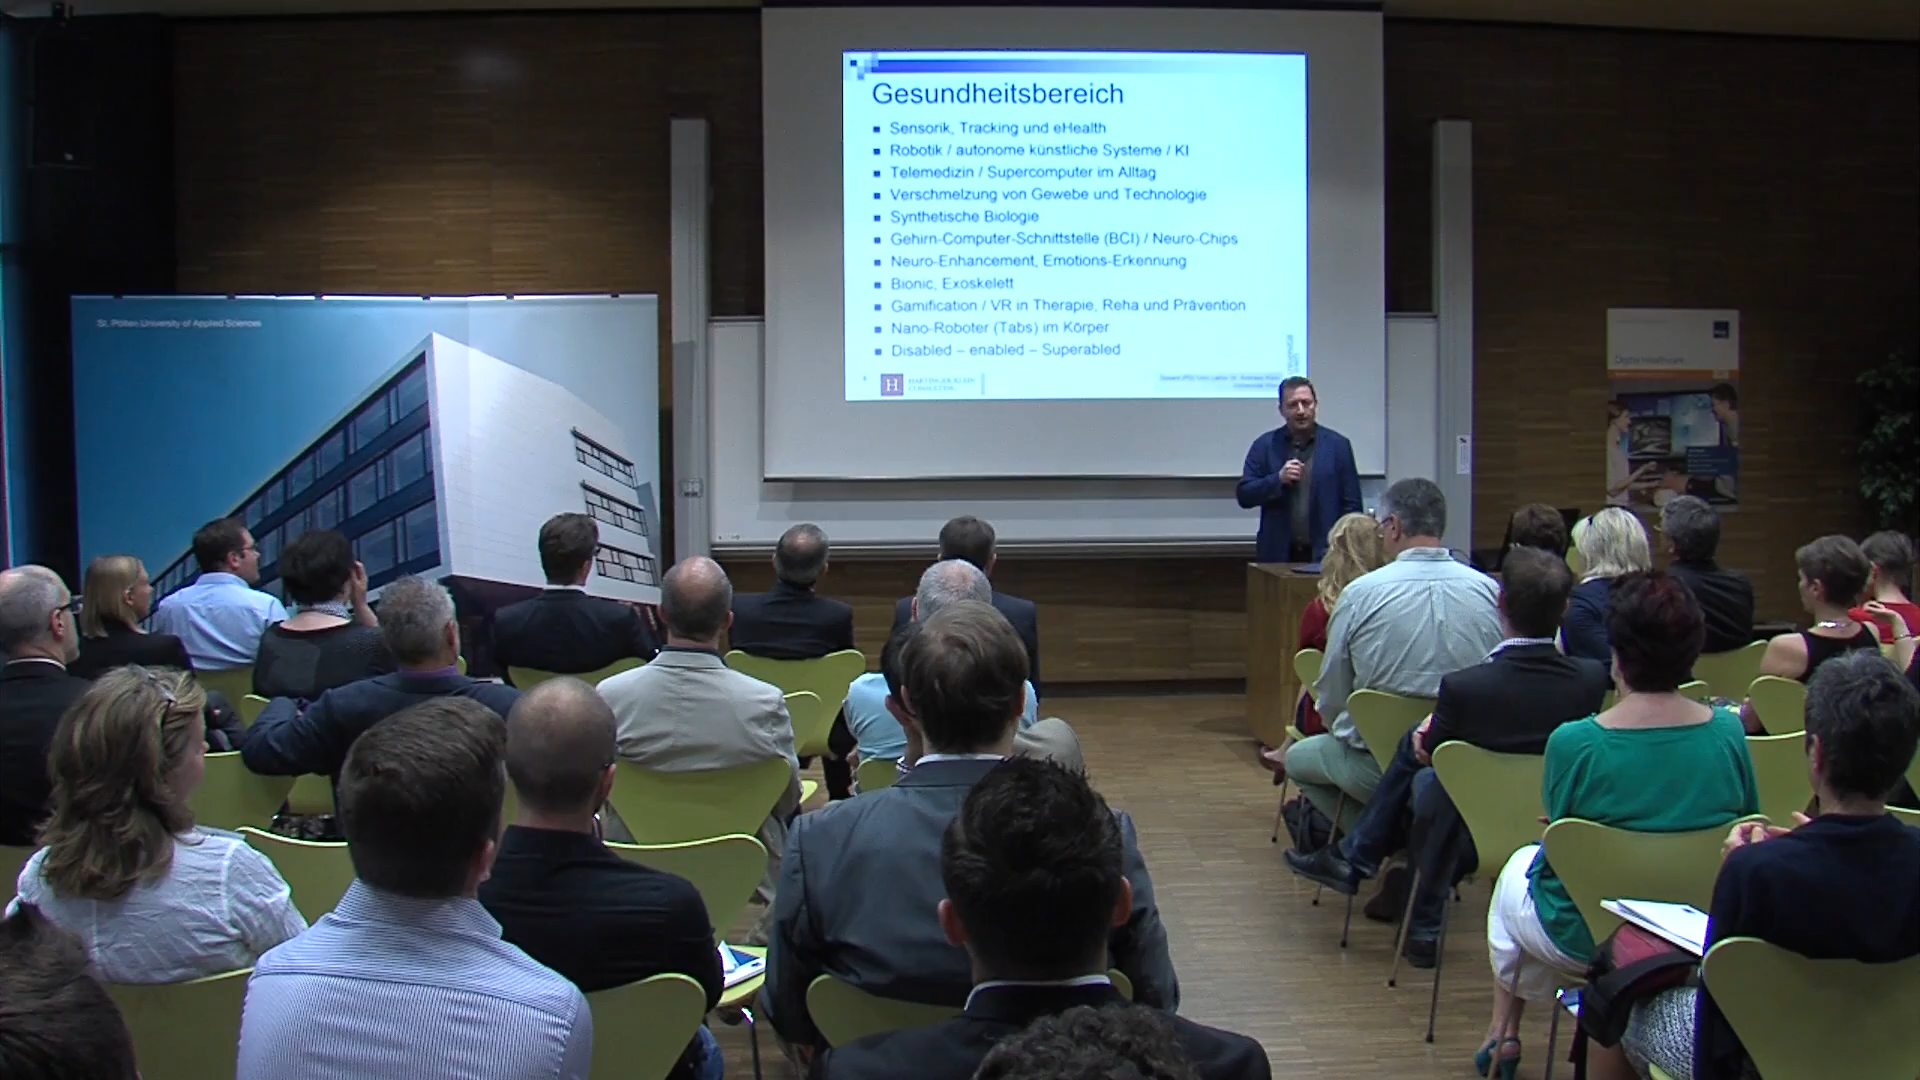 Gesundheitsbereich
Sensorik, Tracking und eHealth
Robotik / autonome künstliche Systeme / KI
Telemedizin / Supercomputer im Alltag
Verschmelzung von Gewebe und Technologie
Synthetische Biologie
Gehirn-Computer-Schnittstelle (BCI) / Neuro-Chips
Neuro-Enhancement, Emotions-Erkennung
Bionic, Exoskelett
Gamification / VR in Therapie, Reha und Prävention
Nano-Roboter (Tabs) im Körper
Disabled – enabled – Superabled
H
St. Pölten University of Applied Sciences
Digital Healthcare